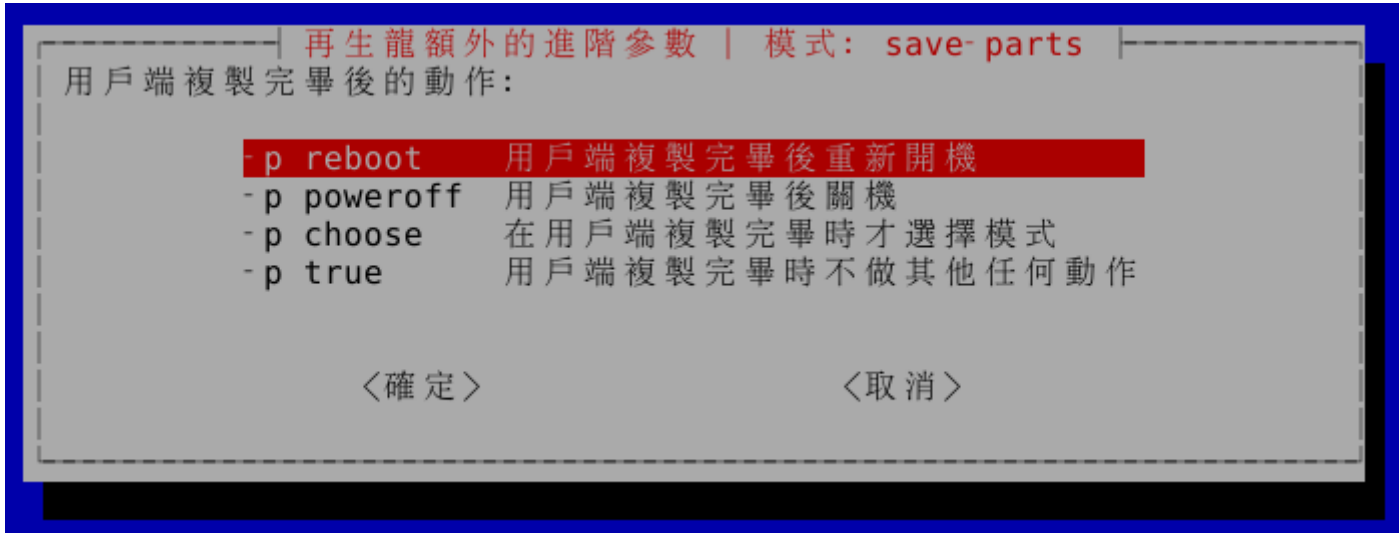 再生龍額外的進階參數 | 模式: save-parts
用戶端複製完畢後的動作:
-p reboot 用戶端複製完畢後重新開機
-p poweroff 用戶端複製完畢後關機
-p choose 在用戶端複製完畢時才選擇模式
-p true 用戶端複製完畢時不做其他任何動作
<確定> <取消>